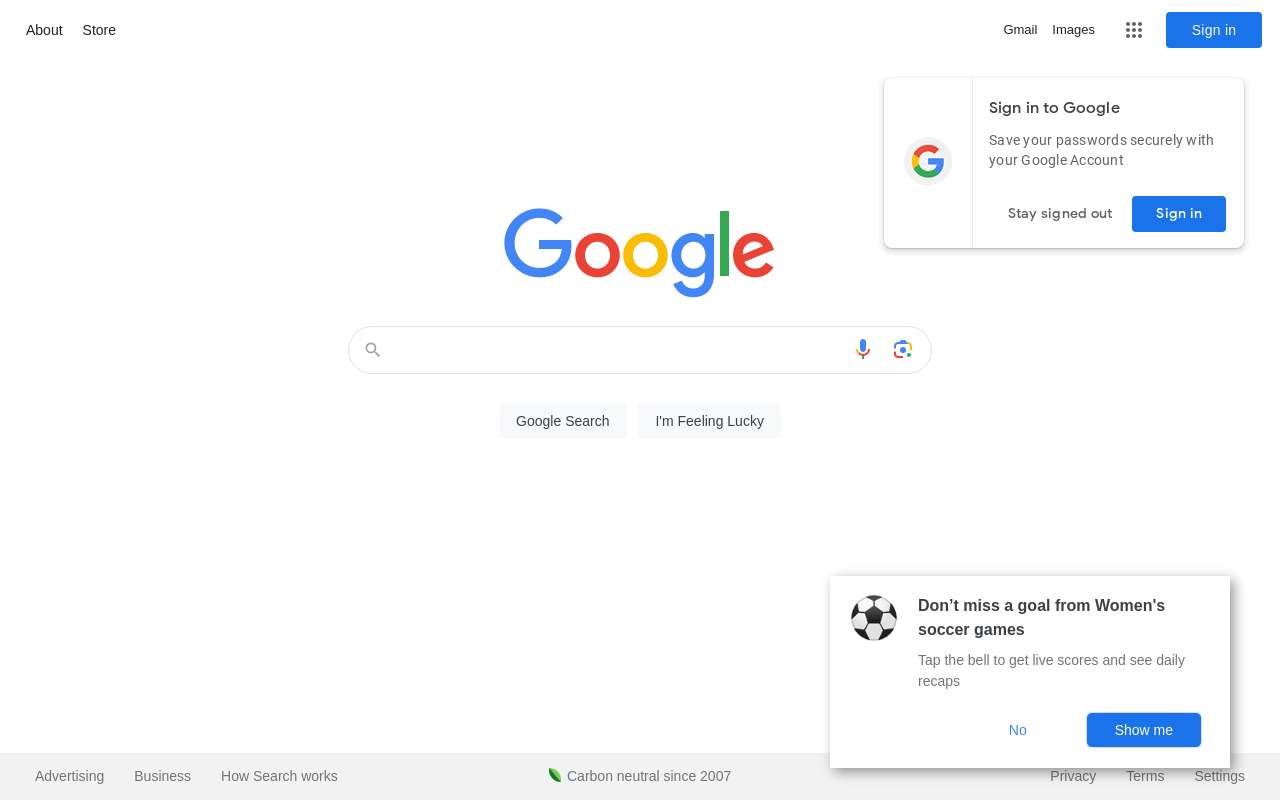 About Store
Gmail Images Sign in
Sign in to Google
Save your passwords securely with
your Google Account
Stay signed out Sign in
Google
Google Search I'm Feeling Lucky
Don’t miss a goal from Women's
soccer games
Tap the bell to get live scores and see daily
recaps
No Show me
Advertising Business How Search works
Carbon neutral since 2007
Privacy Terms Settings